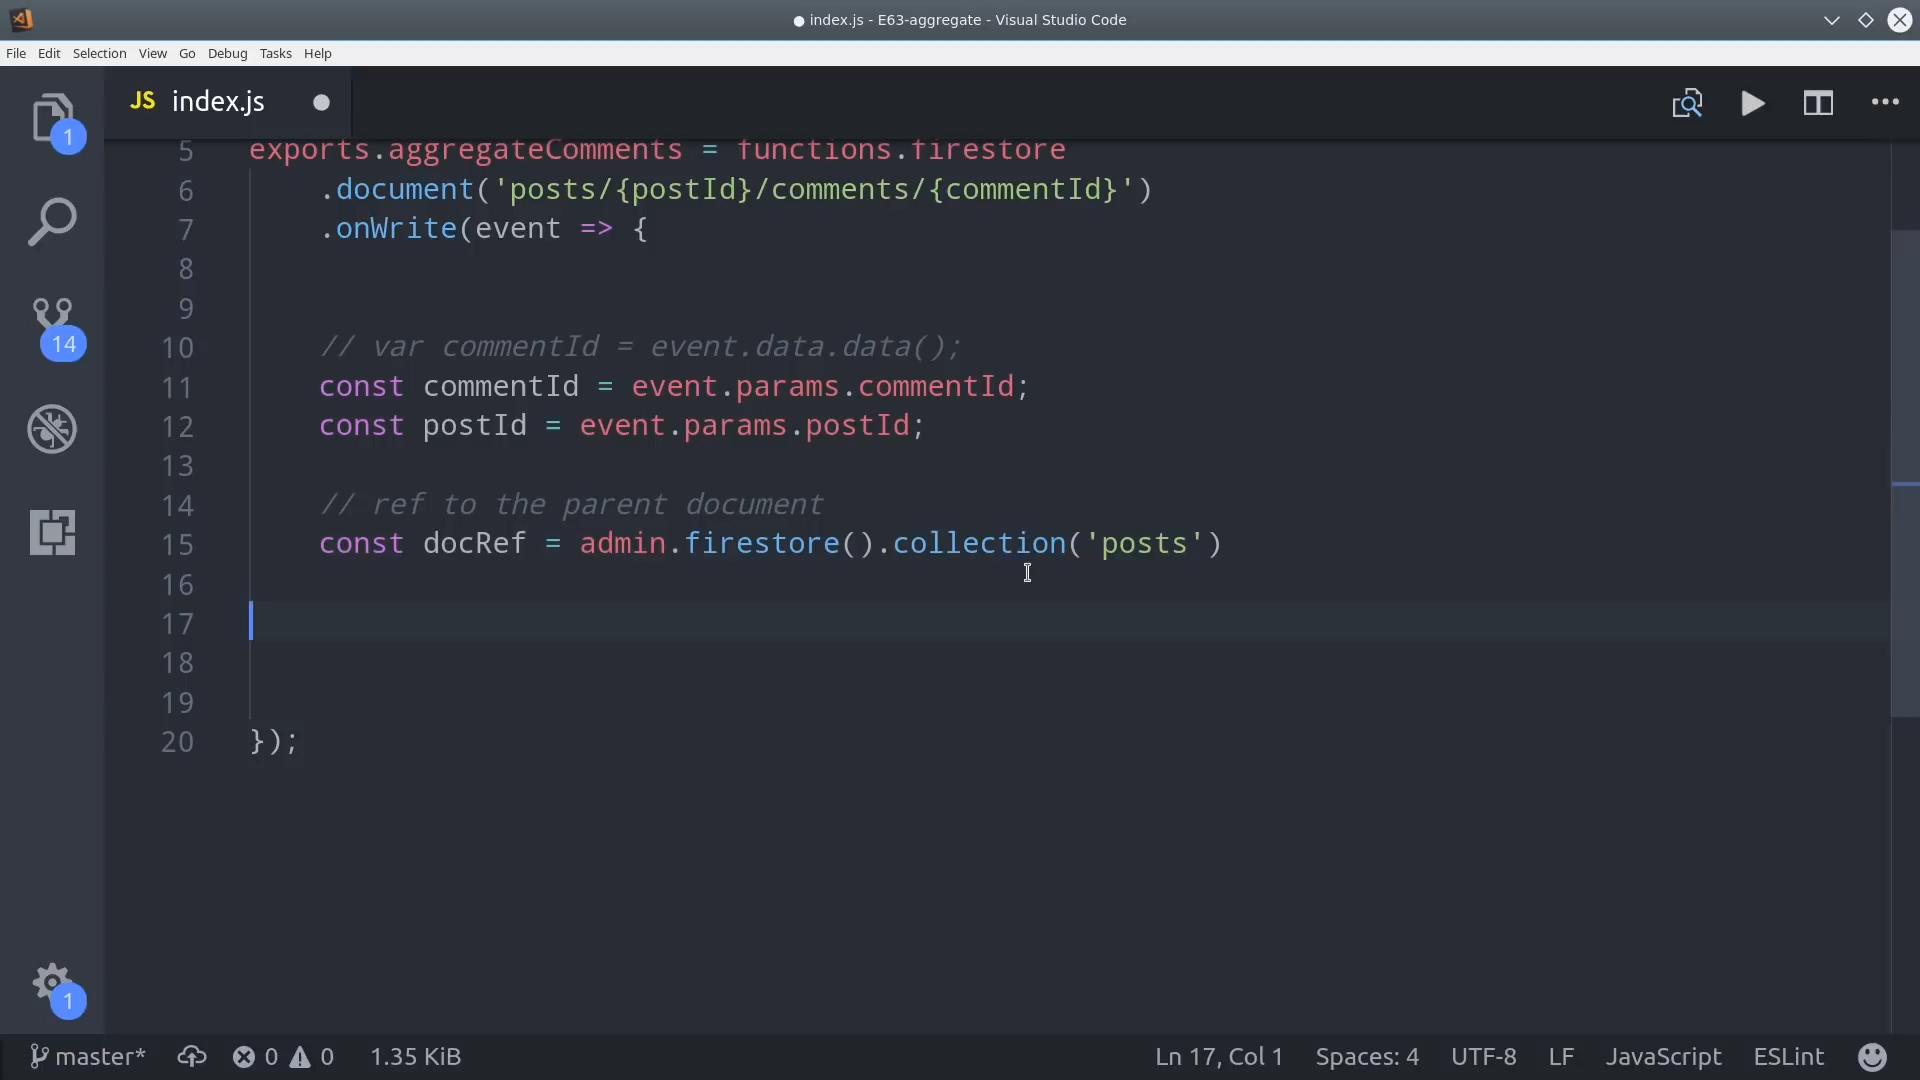 ● index.js - E63-aggregate - Visual Studio Code
File Edit Selection View Go Debug Tasks Help
JS index.js
5 exports.aggregateComments = functions.firestore
6 .document('posts/{postId}/comments/{commentId}')
7 .onWrite(event => {
8
9
10 // var commentId = event.data.data();
11 const commentId = event.params.commentId;
12 const postId = event.params.postId;
13
14 // ref to the parent document
15 const docRef = admin.firestore().collection('posts')
16
17
18
19
20 });
1
14
1
master* 0 0 1.35 KiB Ln 17, Col 1 Spaces: 4 UTF-8 LF JavaScript ESLint